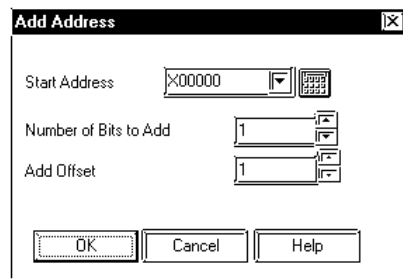 Add Address
Start Address X00000
Number of Bits to Add 1
Add Offset 1
OK Cancel Help